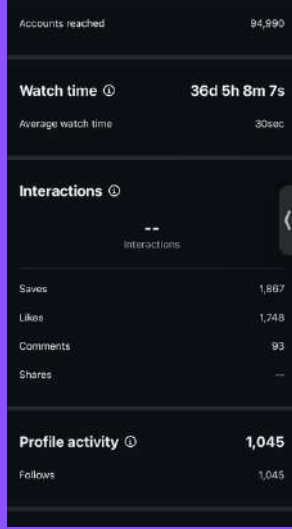 Accounts reached 94,990
Watch time ⓘ 36d 5h 8m 7s
Average watch time 30sec
Interactions ⓘ
--
Interactions
Saves 1,867
Likes 1,748
Comments 93
Shares --
Profile activity ⓘ 1,045
Follows 1,045